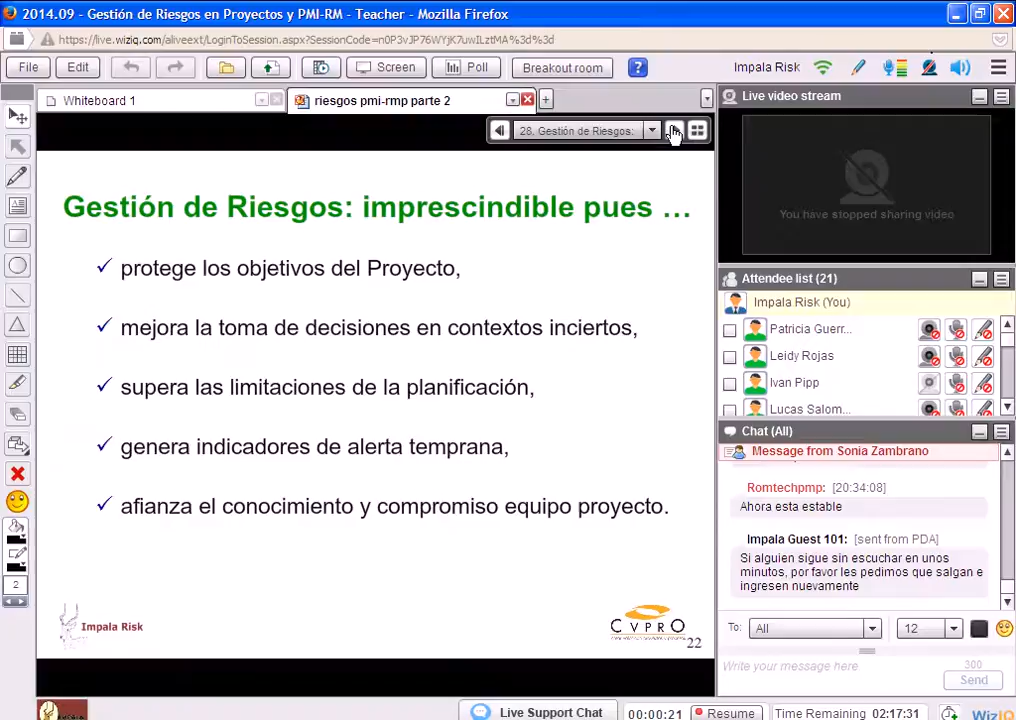 2014.09 - Gestión de Riesgos en Proyectos y PMI-RM - Teacher - Mozilla Firefox
https://live.wiziq.com/aliveext/LoginToSession.aspx?SessionCode=n0P3vJP76WYjK7uwILztMA%3d%3d
File
Edit
Screen
Poll
Breakout room
?
Impala Risk
Whiteboard 1
riesgos pmi-rmp parte 2
Live video stream
28. Gestión de Riesgos:
You have stopped sharing video
Gestión de Riesgos: imprescindible pues …
protege los objetivos del Proyecto,
mejora la toma de decisiones en contextos inciertos,
supera las limitaciones de la planificación,
genera indicadores de alerta temprana,
afianza el conocimiento y compromiso equipo proyecto.
Impala Risk
CVPRO
22
2
Attendee list (21)
Impala Risk (You)
Patricia Guerr...
Leidy Rojas
Ivan Pipp
Lucas Salom...
Chat (All)
Message from Sonia Zambrano
Romtechpmp: [20:34:08]
Ahora esta estable
Impala Guest 101: [sent from PDA]
Si alguien sigue sin escuchar en unos
minutos, por favor les pedimos que salgan e
ingresen nuevamente
To:
All
12
Write your message here
300
Send
Live Support Chat
00:00:21
Resume
Time Remaining 02:17:31
WizIQ